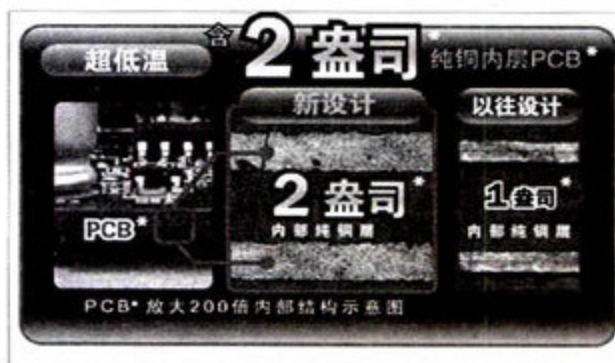 超低温
含2盎司*纯铜内层PCB*
新设计
以往设计
2盎司*
内部纯铜层
1盎司*
内部纯铜层
PCB*
PCB*放大200倍内部结构示意图